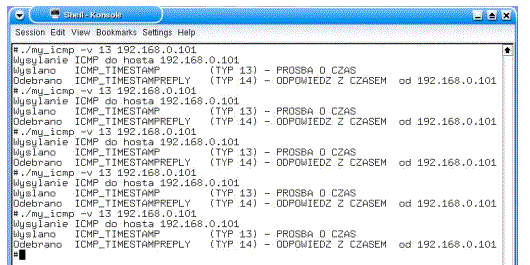 Shell - Konsole
Session Edit View Bookmarks Settings Help
#./my_icmp -v 13 192.168.0.101
Wysylanie ICMP do hosta 192.168.0.101
Wyslano ICMP_TIMESTAMP (TYP 13) - PROSBA O CZAS
Odebrano ICMP_TIMESTAMPREPLY (TYP 14) - ODPOWIEDZ Z CZASEM od 192.168.0.101
#./my_icmp -v 13 192.168.0.101
Wysylanie ICMP do hosta 192.168.0.101
Wyslano ICMP_TIMESTAMP (TYP 13) - PROSBA O CZAS
Odebrano ICMP_TIMESTAMPREPLY (TYP 14) - ODPOWIEDZ Z CZASEM od 192.168.0.101
#./my_icmp -v 13 192.168.0.101
Wysylanie ICMP do hosta 192.168.0.101
Wyslano ICMP_TIMESTAMP (TYP 13) - PROSBA O CZAS
Odebrano ICMP_TIMESTAMPREPLY (TYP 14) - ODPOWIEDZ Z CZASEM od 192.168.0.101
#./my_icmp -v 13 192.168.0.101
Wysylanie ICMP do hosta 192.168.0.101
Wyslano ICMP_TIMESTAMP (TYP 13) - PROSBA O CZAS
Odebrano ICMP_TIMESTAMPREPLY (TYP 14) - ODPOWIEDZ Z CZASEM od 192.168.0.101
#./my_icmp -v 13 192.168.0.101
Wysylanie ICMP do hosta 192.168.0.101
Wyslano ICMP_TIMESTAMP (TYP 13) - PROSBA O CZAS
Odebrano ICMP_TIMESTAMPREPLY (TYP 14) - ODPOWIEDZ Z CZASEM od 192.168.0.101
#